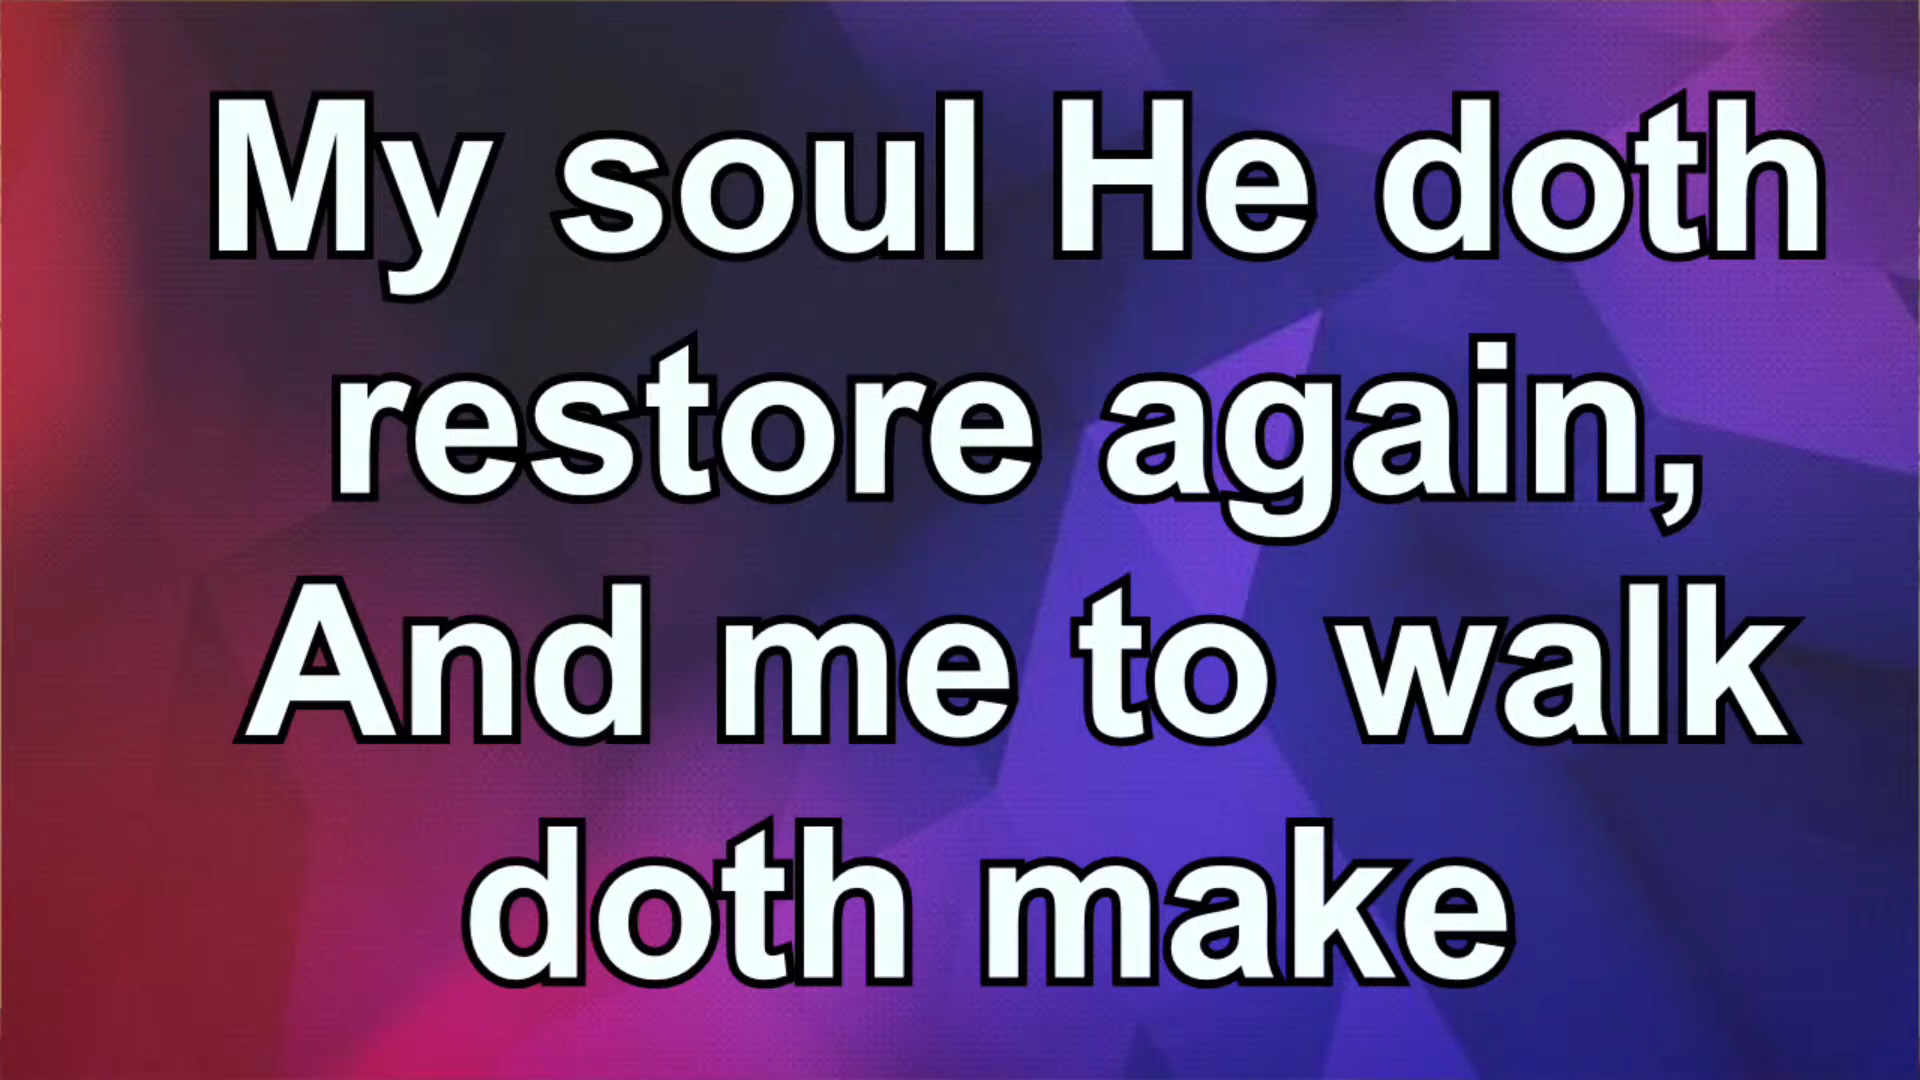 My soul He doth
restore again,
And me to walk
doth make